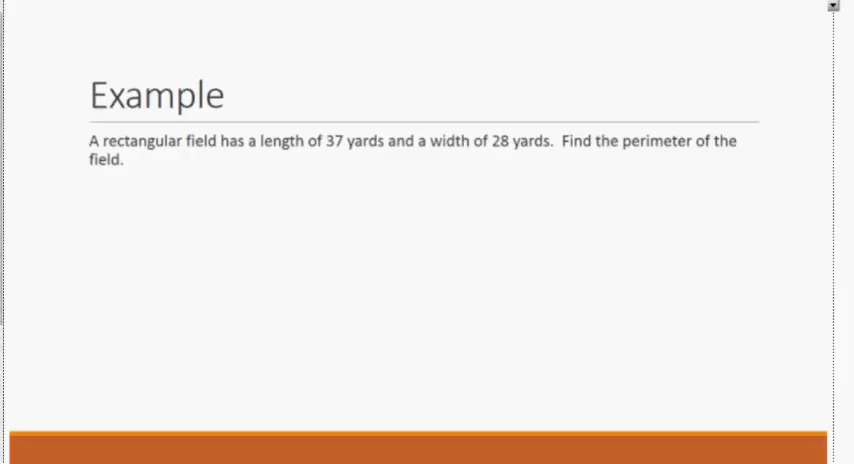 Example
A rectangular field has a length of 37 yards and a width of 28 yards.  Find the perimeter of the
field.